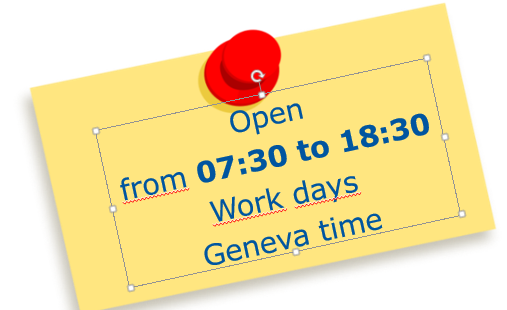 Open
from 07:30 to 18:30
Work days
Geneva time